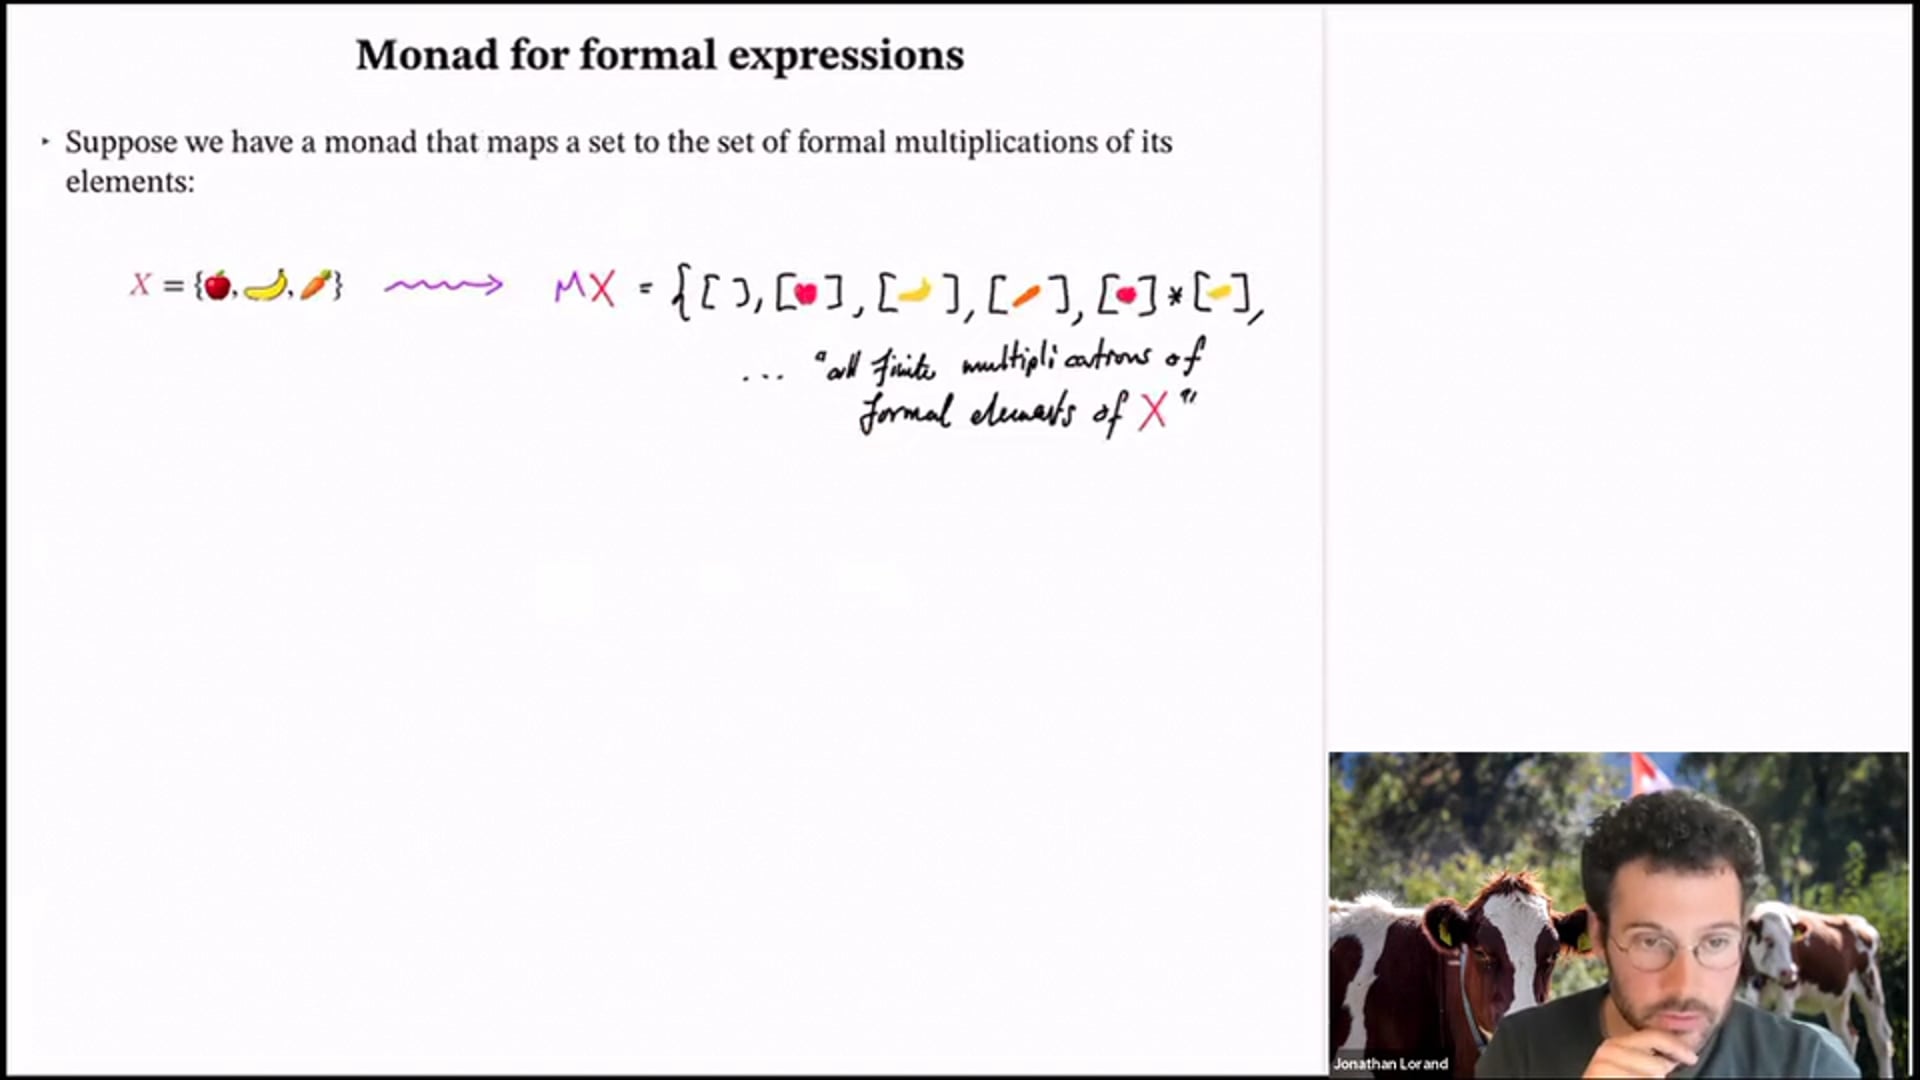 Monad for formal expressions
‣ Suppose we have a monad that maps a set to the set of formal multiplications of its
elements:
X = {🍎, 🍌, 🥕} MX = {[ ], [🍎], [🍌], [🥕], [🍎] * [🍌],
... "all finite multiplications of
formal elements of X"
Jonathan Lorand